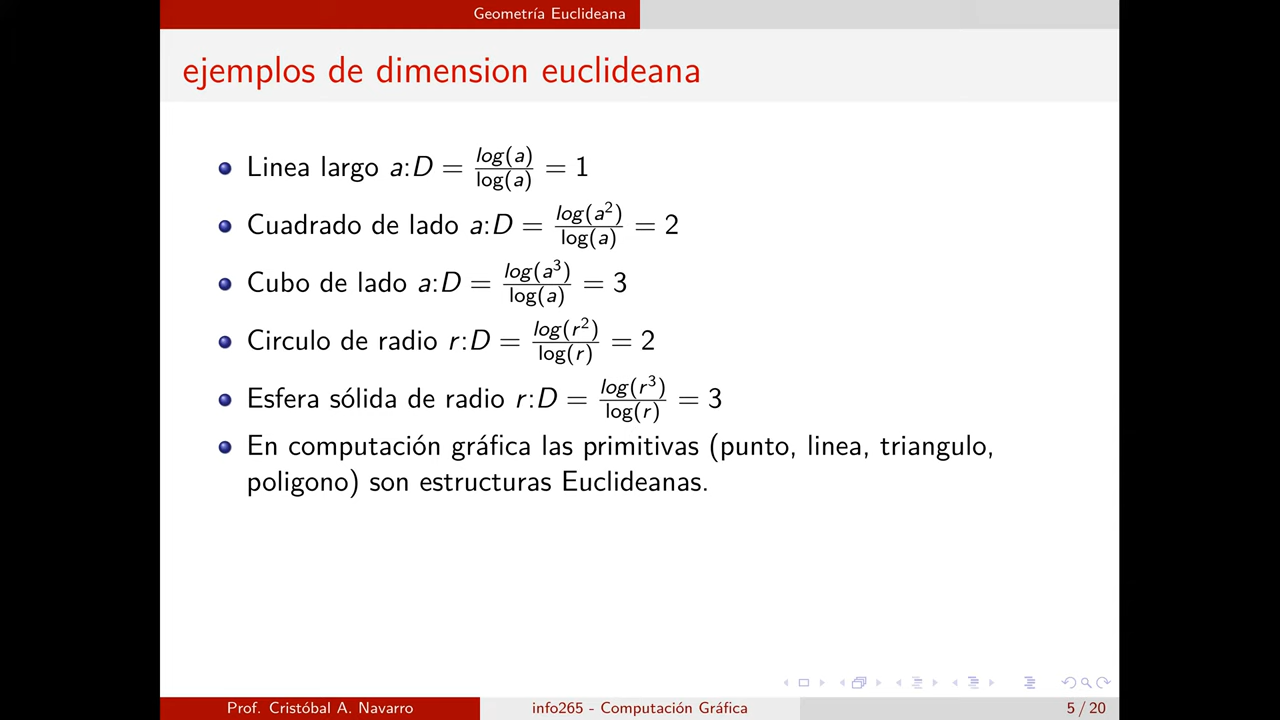 Geometría Euclideana
ejemplos de dimension euclideana
Linea largo a:D = log(a)/log(a) = 1
Cuadrado de lado a:D = log(a²)/log(a) = 2
Cubo de lado a:D = log(a³)/log(a) = 3
Circulo de radio r:D = log(r²)/log(r) = 2
Esfera sólida de radio r:D = log(r³)/log(r) = 3
En computación gráfica las primitivas (punto, linea, triangulo,
poligono) son estructuras Euclideanas.
Prof. Cristóbal A. Navarro info265 - Computación Gráfica 5 / 20